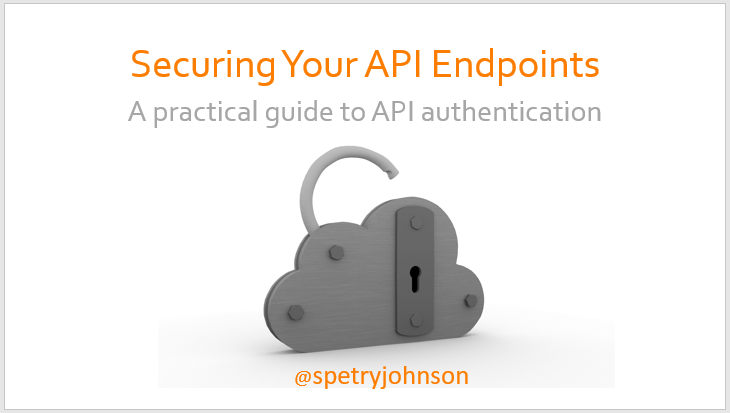 Securing Your API Endpoints
A practical guide to API authentication
@spetryjohnson